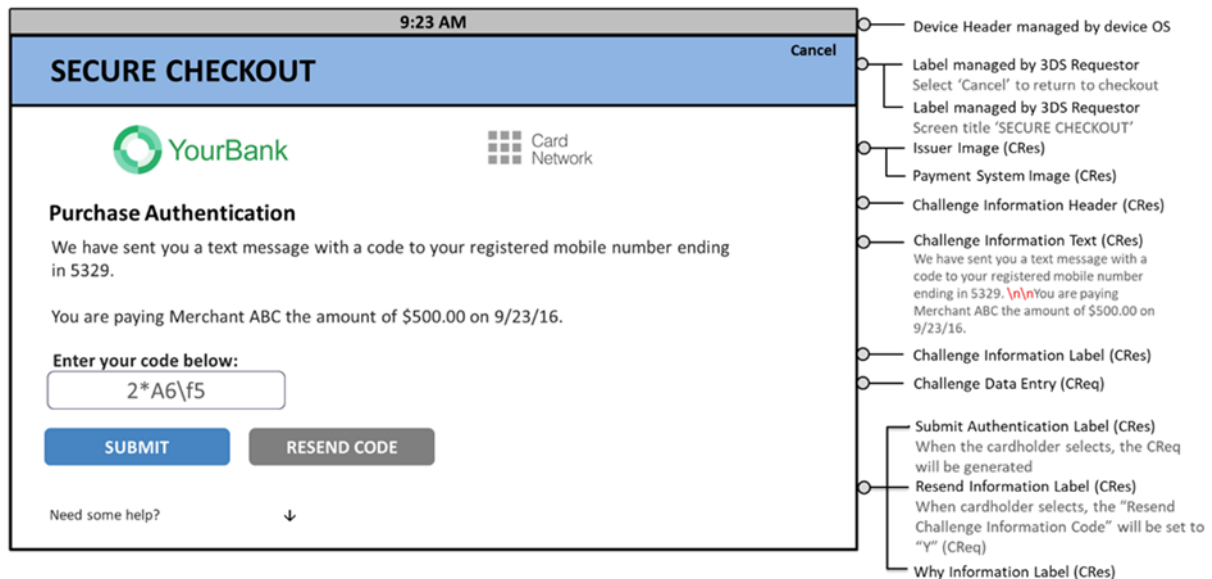 9:23 AM
SECURE CHECKOUT
Cancel
YourBank
Card
Network
Purchase Authentication
We have sent you a text message with a code to your registered mobile number ending
in 5329.
You are paying Merchant ABC the amount of $500.00 on 9/23/16.
Enter your code below:
2*A6\f5
SUBMIT
RESEND CODE
Need some help?
Device Header managed by device OS
Label managed by 3DS Requestor
Select ‘Cancel’ to return to checkout
Label managed by 3DS Requestor
Screen title ‘SECURE CHECKOUT’
Issuer Image (CRes)
Payment System Image (CRes)
Challenge Information Header (CRes)
Challenge Information Text (CRes)
We have sent you a text message with a
code to your registered mobile number
ending in 5329. \n\nYou are paying
Merchant ABC the amount of $500.00 on
9/23/16.
Challenge Information Label (CRes)
Challenge Data Entry (CReq)
Submit Authentication Label (CRes)
When the cardholder selects, the CReq
will be generated
Resend Information Label (CRes)
When cardholder selects, the “Resend
Challenge Information Code” will be set to
“Y” (CReq)
Why Information Label (CRes)